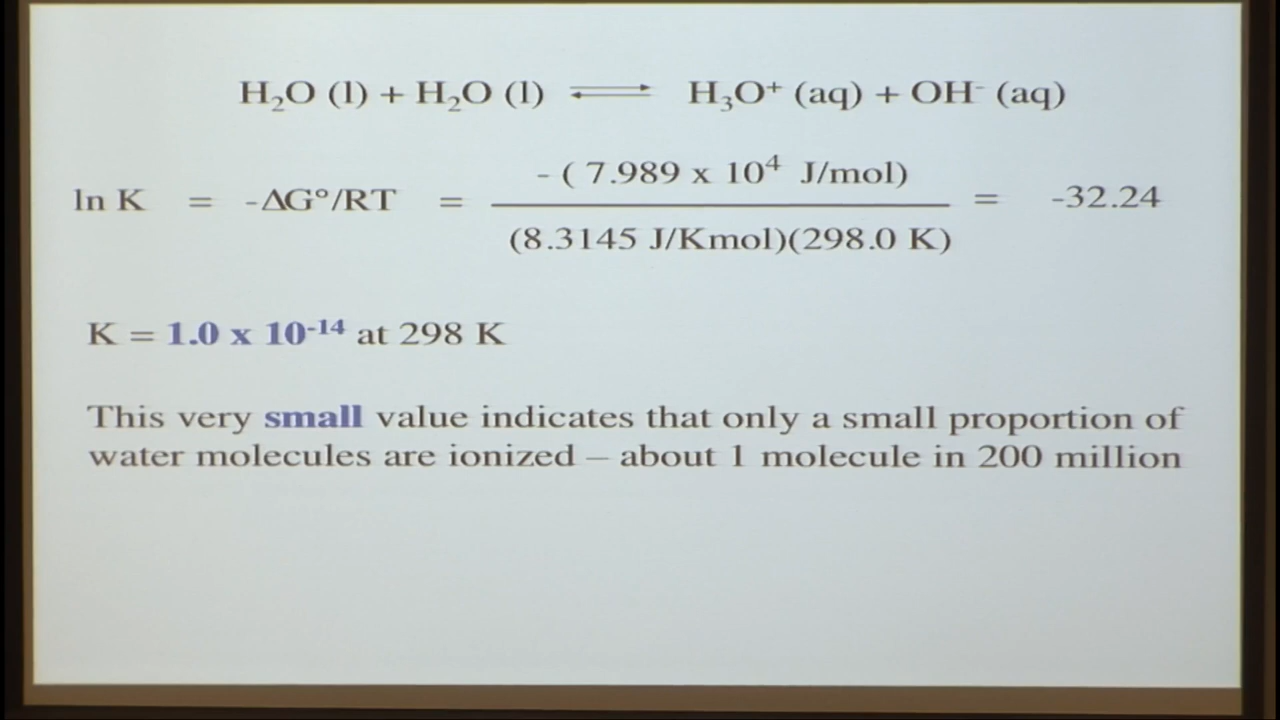 H₂O (l) + H₂O (l) ⇌ H₃O⁺ (aq) + OH⁻ (aq)
ln K = -ΔG°/RT = - ( 7.989 x 10⁴ J/mol) / (8.3145 J/Kmol)(298.0 K) = -32.24
K = 1.0 x 10⁻¹⁴ at 298 K
This very small value indicates that only a small proportion of
water molecules are ionized – about 1 molecule in 200 million